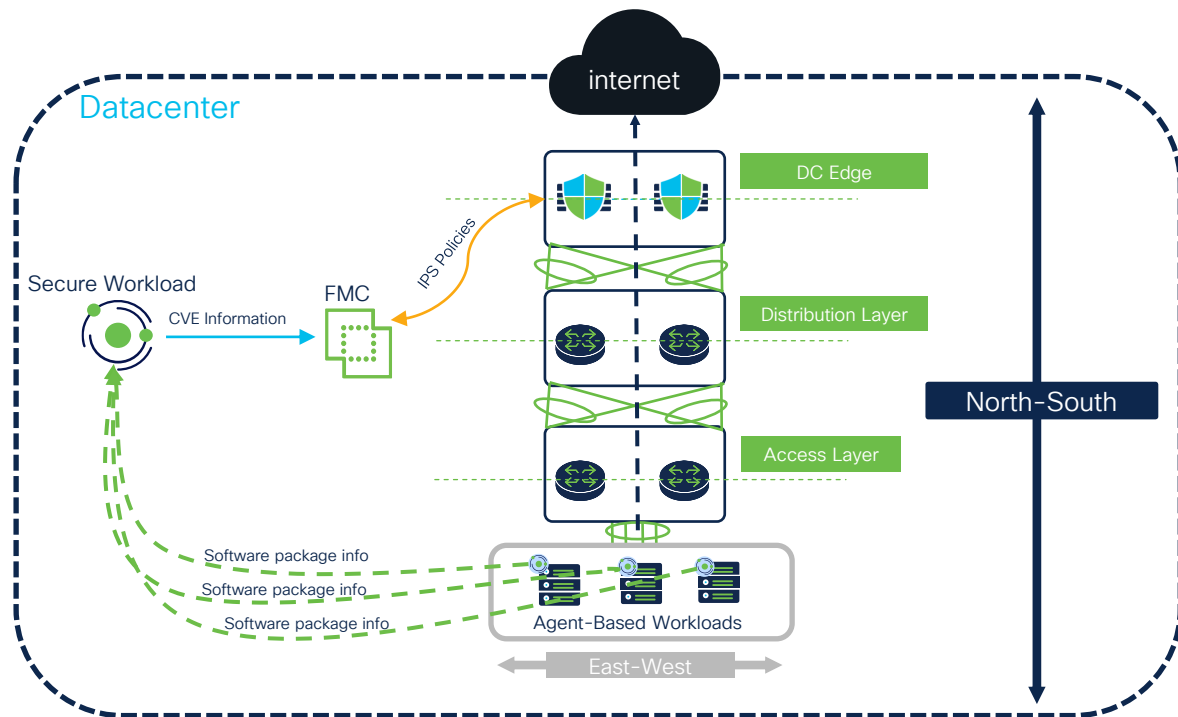 internet
Datacenter
DC Edge
IPS Policies
Secure Workload
FMC
CVE Information
Distribution Layer
North-South
Access Layer
Software package info
Software package info
Software package info
Agent-Based Workloads
East-West